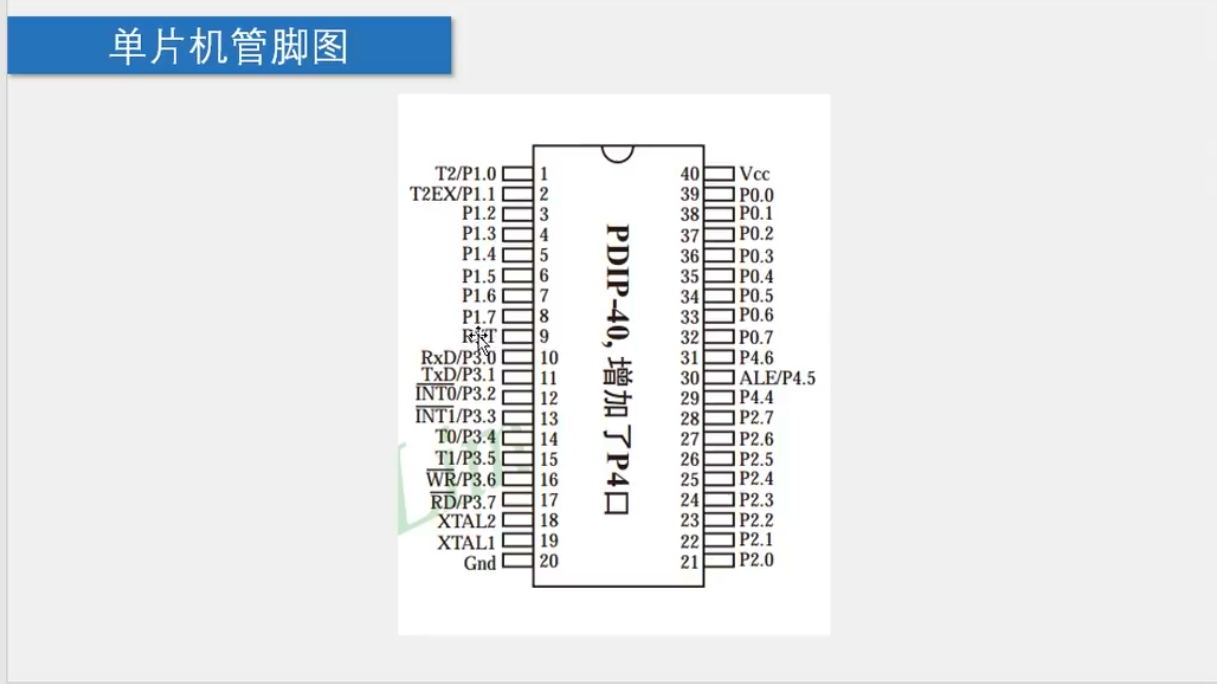 单片机管脚图
T2/P1.0 1 40 Vcc
T2EX/P1.1 2 39 P0.0
P1.2 3 38 P0.1
P1.3 4 37 P0.2
P1.4 5 36 P0.3
P1.5 6 35 P0.4
P1.6 7 34 P0.5
P1.7 8 33 P0.6
9 32 P0.7
RxD/P3.0 10 31 P4.6
TxD/P3.1 11 30 ALE/P4.5
INT0/P3.2 12 29 P4.4
INT1/P3.3 13 28 P2.7
T0/P3.4 14 27 P2.6
T1/P3.5 15 26 P2.5
WR/P3.6 16 25 P2.4
RD/P3.7 17 24 P2.3
XTAL2 18 23 P2.2
XTAL1 19 22 P2.1
Gnd 20 21 P2.0
PDIP-40, 增加了P4口